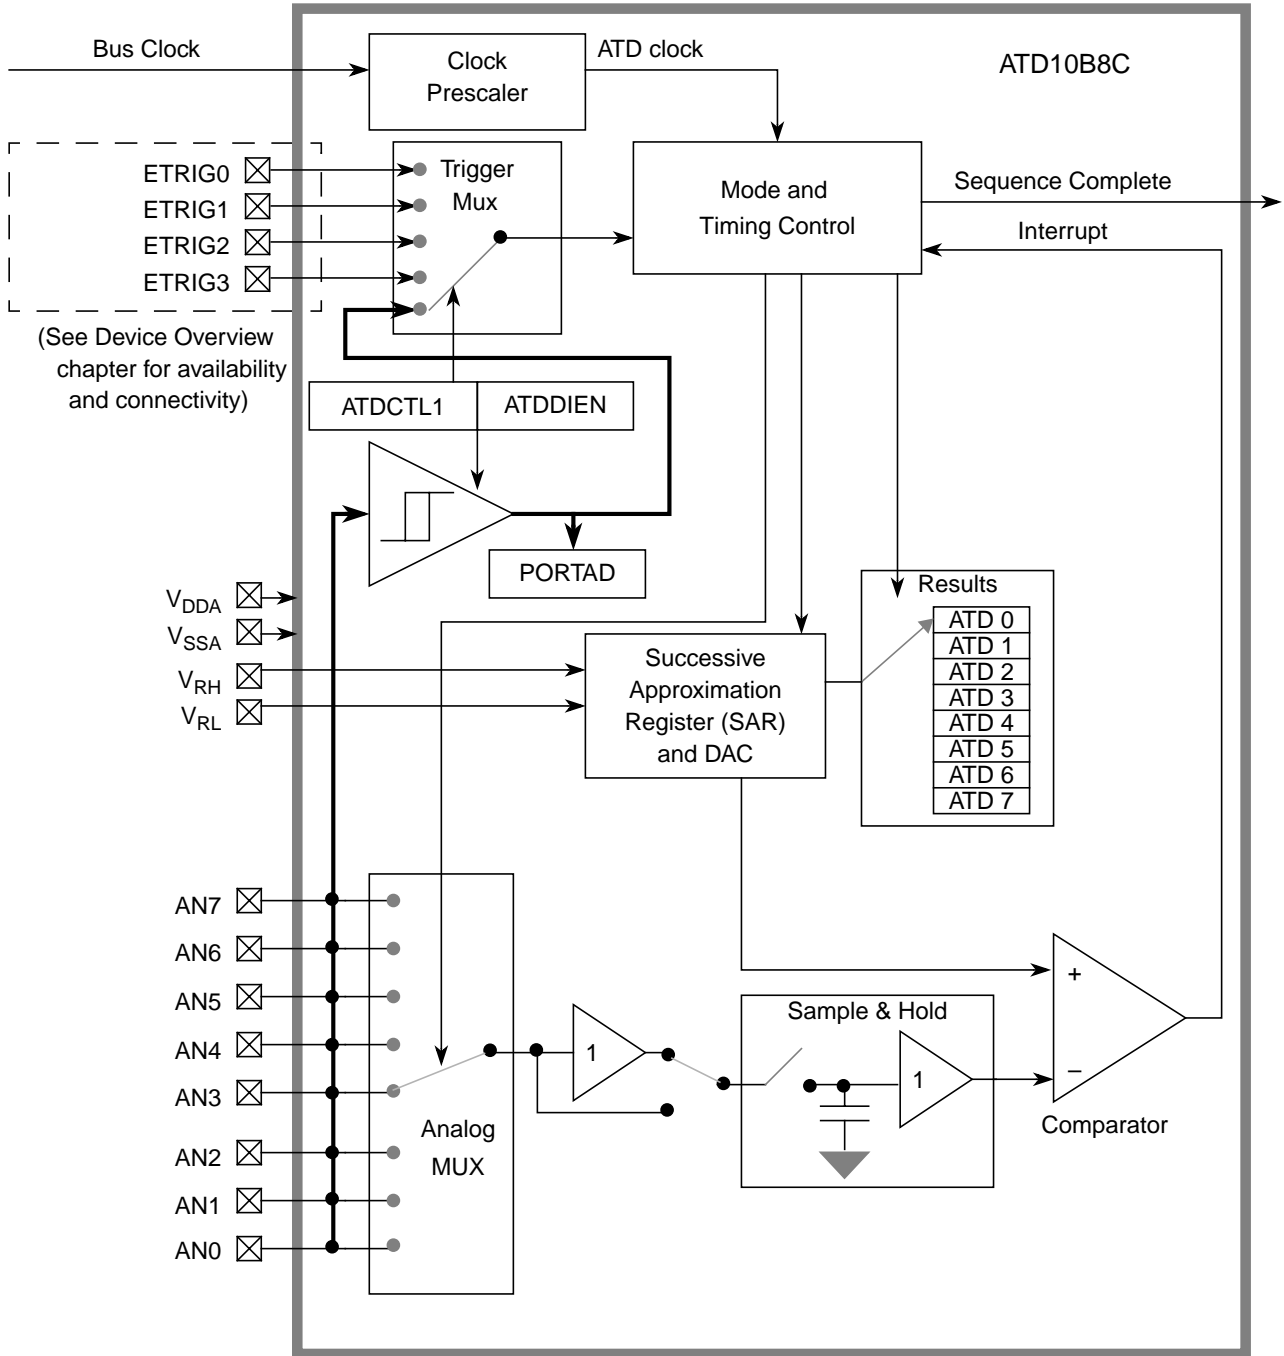 Bus Clock
Clock
Prescaler
ATD clock
ATD10B8C
ETRIG0
ETRIG1
ETRIG2
ETRIG3
(See Device Overview
chapter for availability
and connectivity)
Trigger
Mux
Mode and
Timing Control
Sequence Complete
Interrupt
ATDCTL1
ATDDIEN
PORTAD
VDDA
VSSA
VRH
VRL
Successive
Approximation
Register (SAR)
and DAC
Results
ATD 0
ATD 1
ATD 2
ATD 3
ATD 4
ATD 5
ATD 6
ATD 7
AN7
AN6
AN5
AN4
AN3
AN2
AN1
AN0
Analog
MUX
1
Sample & Hold
1
+
–
Comparator